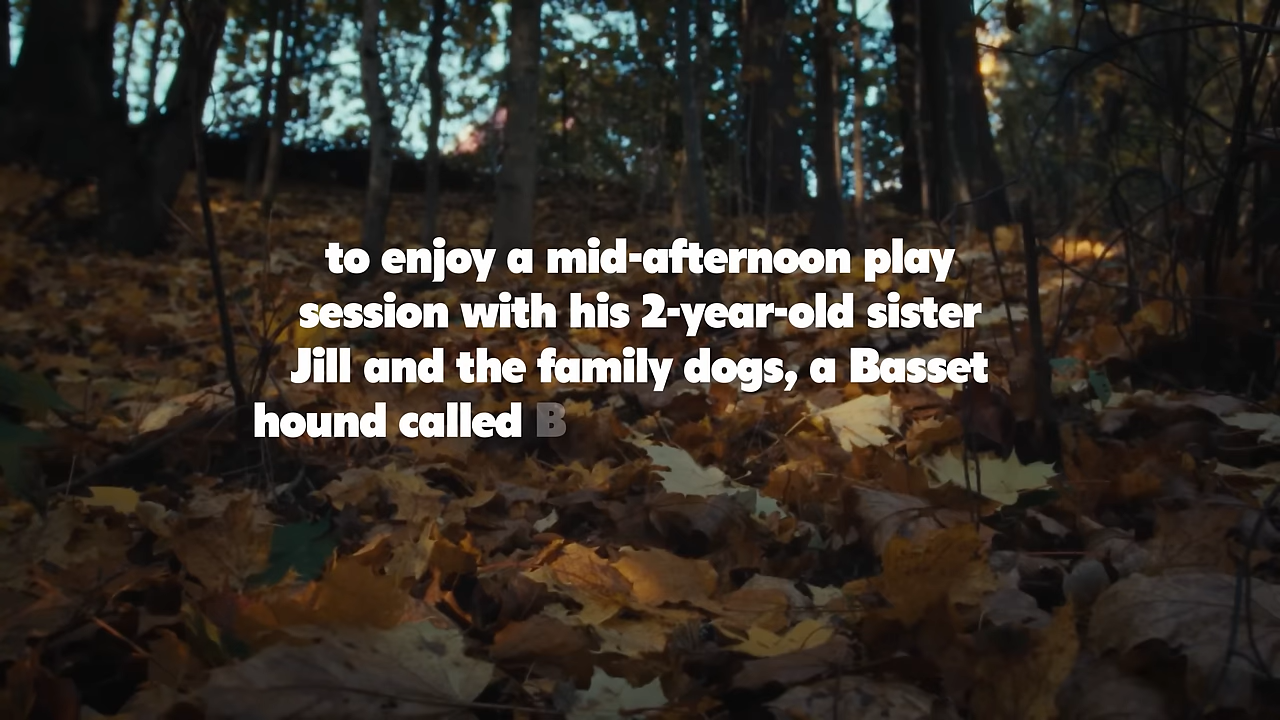 to enjoy a mid-afternoon play
session with his 2-year-old sister
Jill and the family dogs, a Basset
hound called B